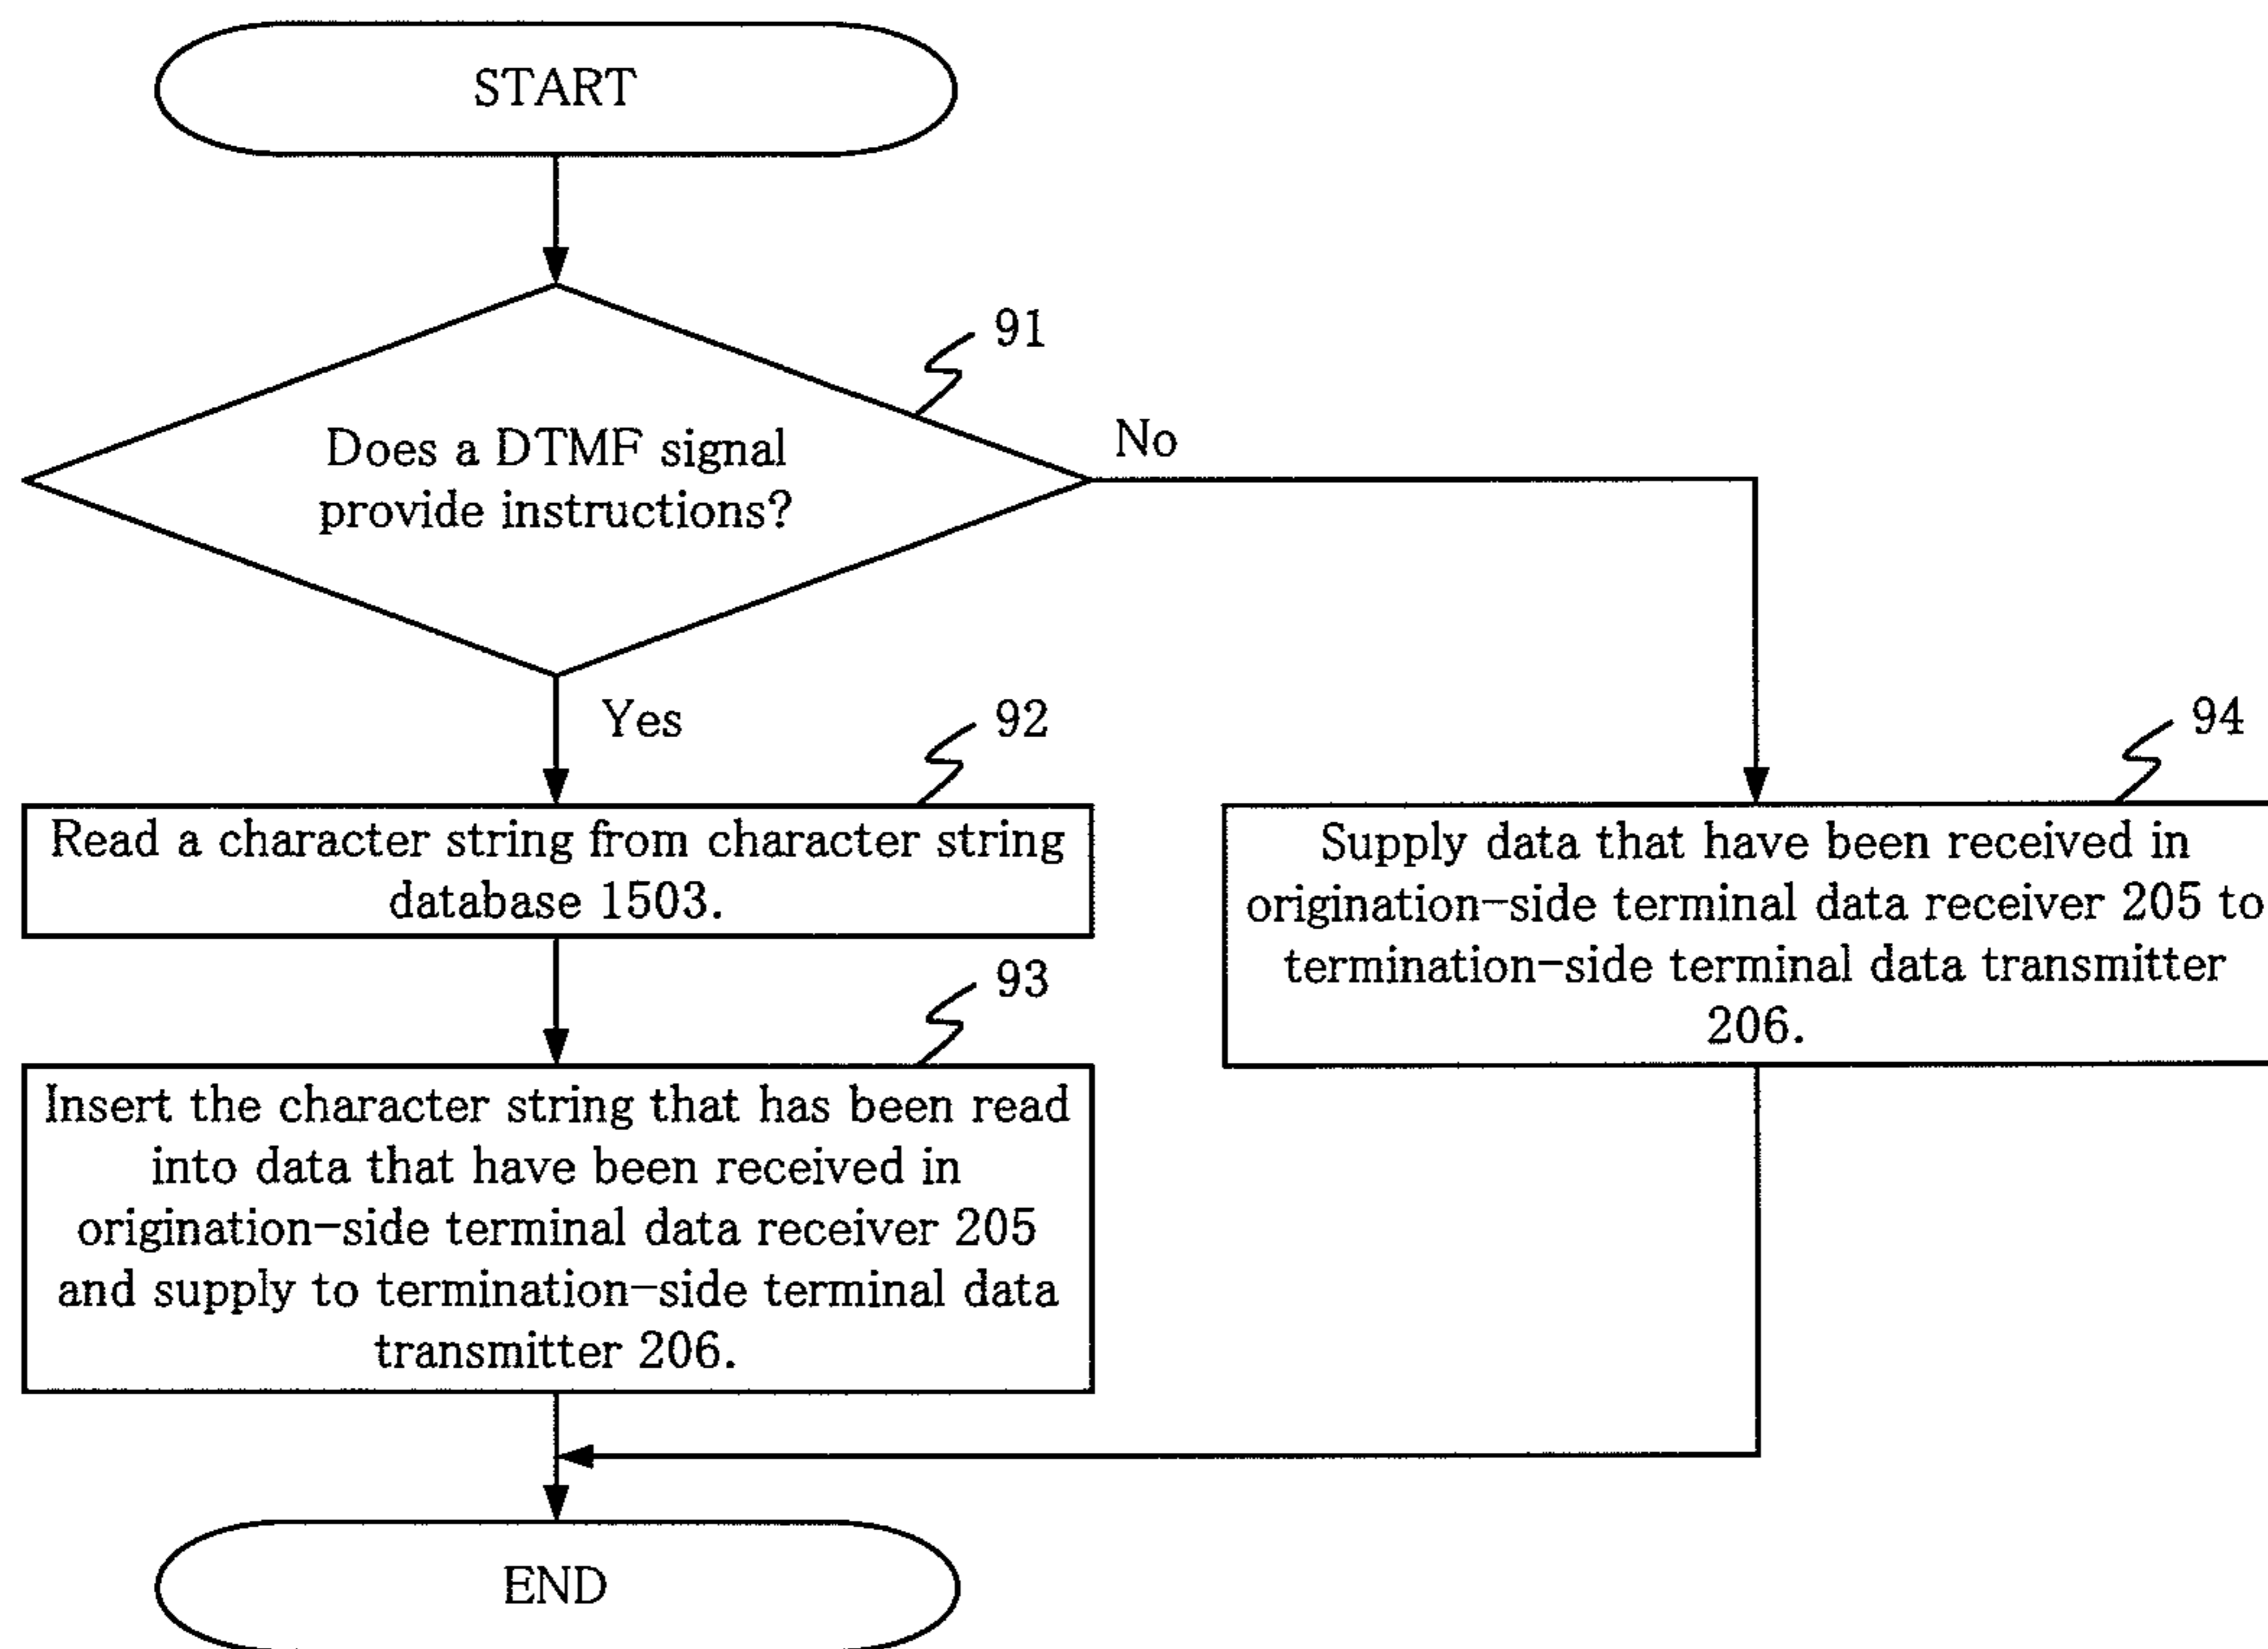 START
91
Does a DTMF signal
provide instructions?
No
Yes
92
Read a character string from character string
database 1503.
94
Supply data that have been received in
origination-side terminal data receiver 205 to
termination-side terminal data transmitter
206.
93
Insert the character string that has been read
into data that have been received in
origination-side terminal data receiver 205
and supply to termination-side terminal data
transmitter 206.
END